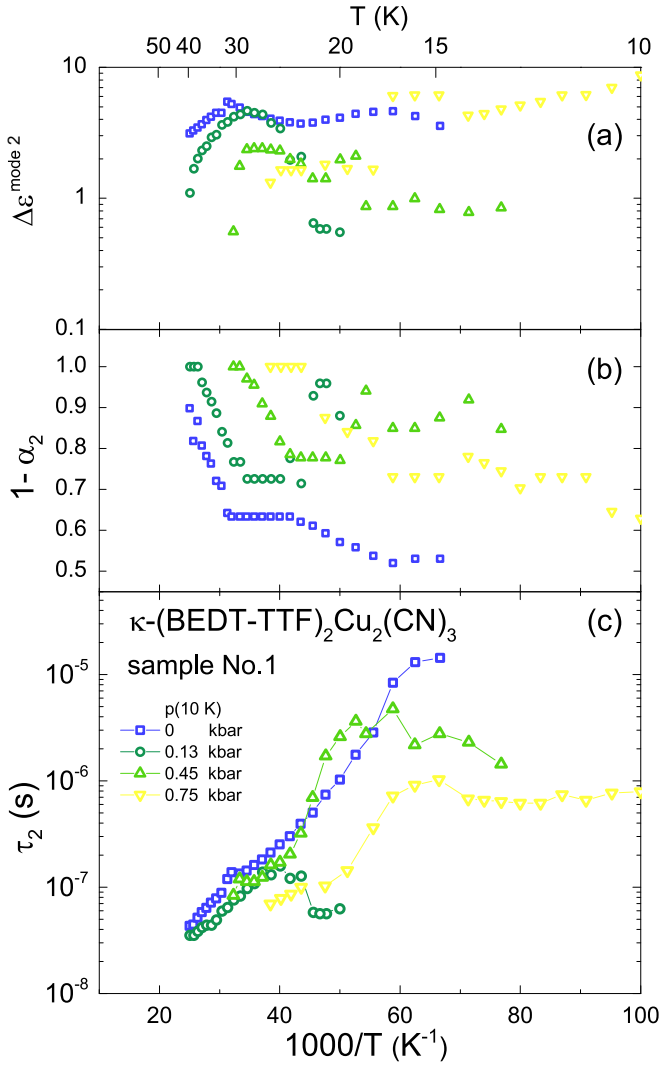 T (K)
50 40 30 20 15 10
10
1
0.1
Δε^mode 2
(a)
1.0
0.9
0.8
0.7
0.6
0.5
1- α₂
(b)
κ-(BEDT-TTF)₂Cu₂(CN)₃
(c)
sample No.1
p(10 K)
0 kbar
0.13 kbar
0.45 kbar
0.75 kbar
10⁻⁵
10⁻⁶
10⁻⁷
10⁻⁸
τ₂ (s)
20 40 60 80 100
1000/T (K⁻¹)